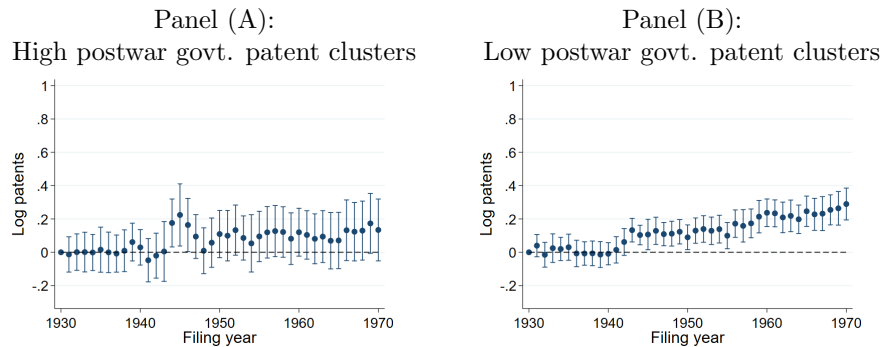 Panel (A):
High postwar govt. patent clusters
Log patents
1
.8
.6
.4
.2
0
-.2
1930 1940 1950 1960 1970
Filing year
Panel (B):
Low postwar govt. patent clusters
Log patents
1
.8
.6
.4
.2
0
-.2
1930 1940 1950 1960 1970
Filing year